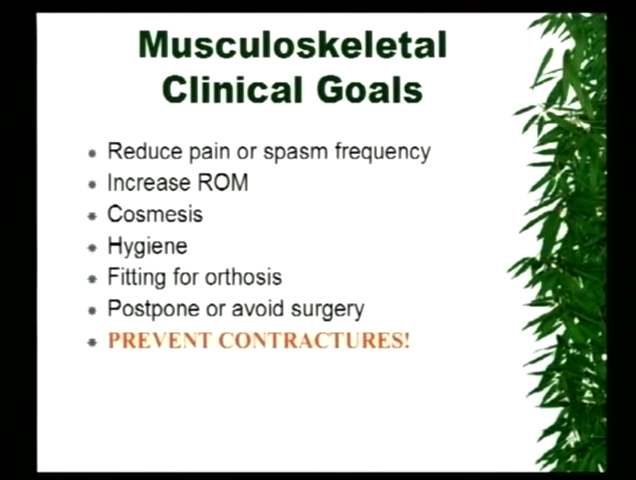 Musculoskeletal
Clinical Goals
Reduce pain or spasm frequency
Increase ROM
Cosmesis
Hygiene
Fitting for orthosis
Postpone or avoid surgery
PREVENT CONTRACTURES!